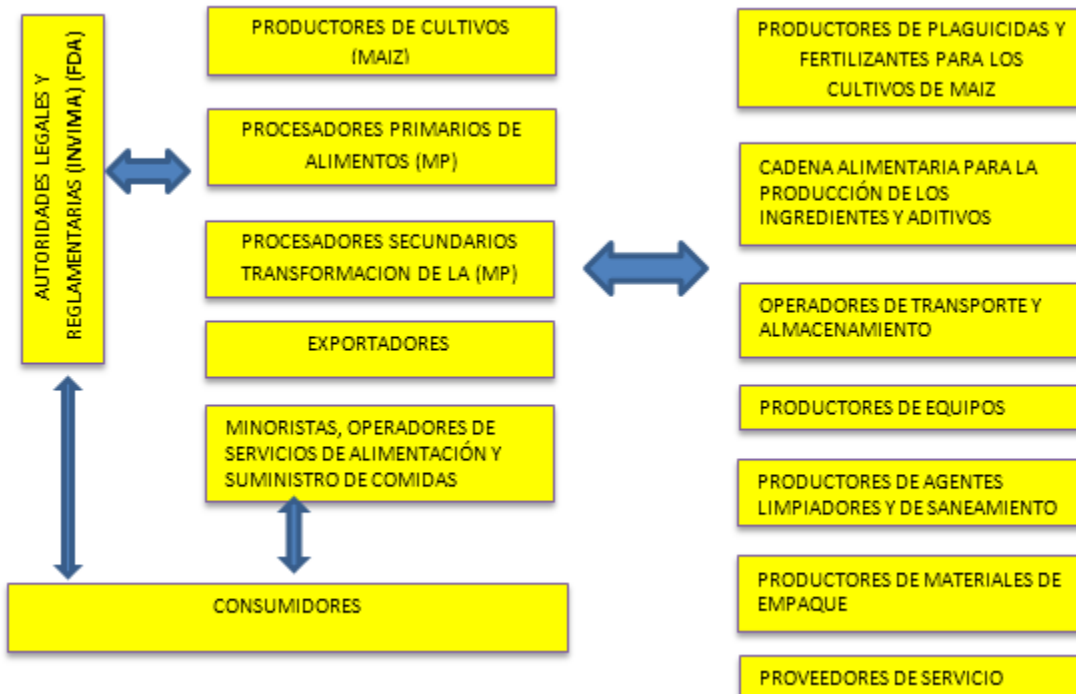 AUTORIDADES LEGALES Y
REGLAMENTARIAS (INVIMA) (FDA)
PRODUCTORES DE CULTIVOS
(MAIZ)
PROCESADORES PRIMARIOS DE
ALIMENTOS (MP)
PROCESADORES SECUNDARIOS
TRANSFORMACION DE LA (MP)
EXPORTADORES
MINORISTAS, OPERADORES DE
SERVICIOS DE ALIMENTACIÓN Y
SUMINISTRO DE COMIDAS
CONSUMIDORES
PRODUCTORES DE PLAGUICIDAS Y
FERTILIZANTES PARA LOS
CULTIVOS DE MAIZ
CADENA ALIMENTARIA PARA LA
PRODUCCIÓN DE LOS
INGREDIENTES Y ADITIVOS
OPERADORES DE TRANSPORTE Y
ALMACENAMIENTO
PRODUCTORES DE EQUIPOS
PRODUCTORES DE AGENTES
LIMPIADORES Y DE SANEAMIENTO
PRODUCTORES DE MATERIALES DE
EMPAQUE
PROVEEDORES DE SERVICIO